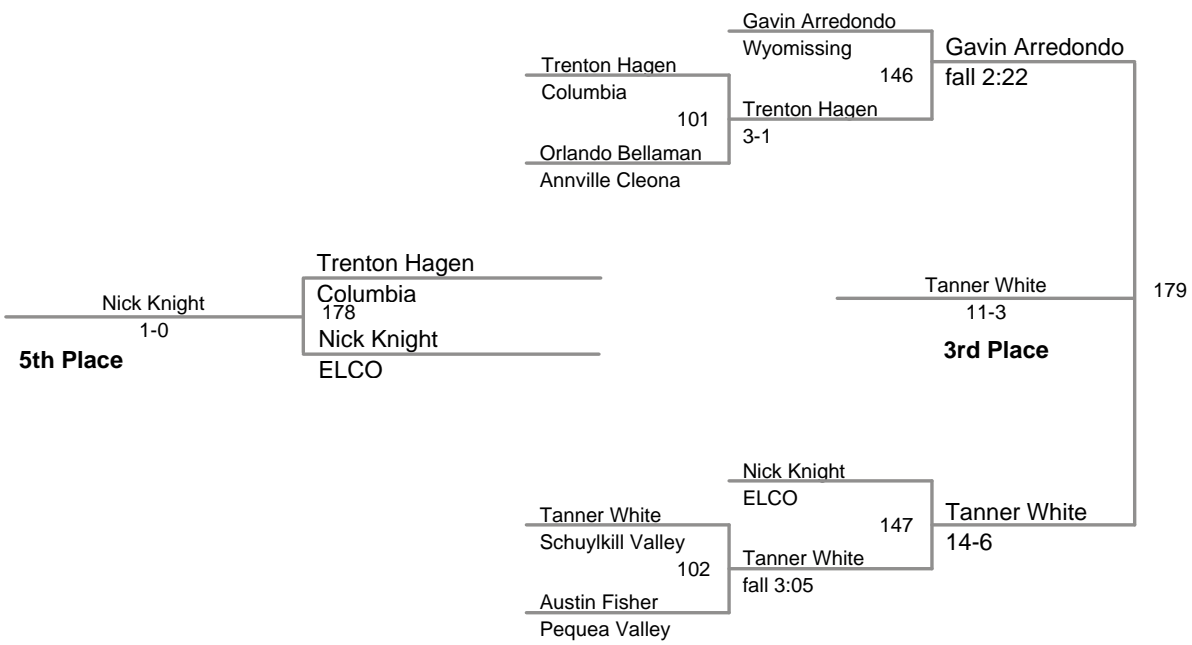 Gavin Arredondo
Wyomissing
146
Gavin Arredondo
fall 2:22
Trenton Hagen
Columbia
101
Trenton Hagen
3-1
Orlando Bellaman
Annville Cleona
Trenton Hagen
Columbia
178
Nick Knight
ELCO
Nick Knight
1-0
5th Place
Tanner White
11-3
3rd Place
179
Nick Knight
ELCO
147
Tanner White
14-6
Tanner White
Schuylkill Valley
102
Tanner White
fall 3:05
Austin Fisher
Pequea Valley